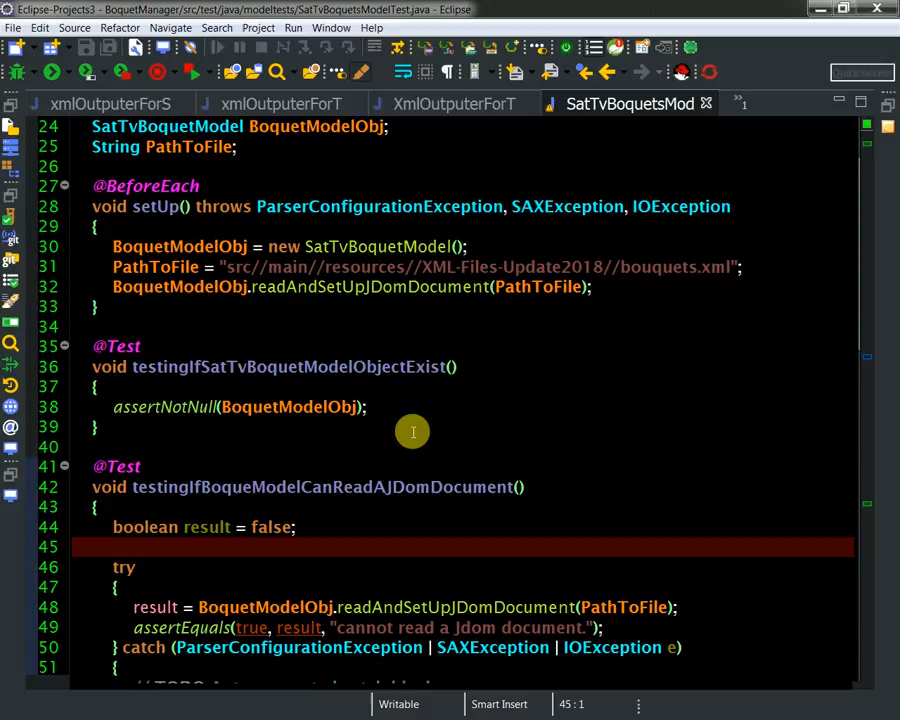 Eclipse-Projects3 - BoquetManager/src/test/java/modeltests/SatTvBoquetsModelTest.java - Eclipse
File Edit Source Refactor Navigate Search Project Run Window Help
Quick Access
xmlOutputerForS xmlOutputerForT XmlOutputerForT SatTvBoquetsMod »1
24 SatTvBoquetModel BoquetModelObj;
25 String PathToFile;
26
27 @BeforeEach
28 void setUp() throws ParserConfigurationException, SAXException, IOException
29 {
30 BoquetModelObj = new SatTvBoquetModel();
31 PathToFile = "src//main//resources//XML-Files-Update2018//bouquets.xml";
32 BoquetModelObj.readAndSetUpJDomDocument(PathToFile);
33 }
34
35 @Test
36 void testingIfSatTvBoquetModelObjectExist()
37 {
38 assertNotNull(BoquetModelObj);
39 }
40
41 @Test
42 void testingIfBoqueModelCanReadAJDomDocument()
43 {
44 boolean result = false;
45
46 try
47 {
48 result = BoquetModelObj.readAndSetUpJDomDocument(PathToFile);
49 assertEquals(true, result, "cannot read a Jdom document.");
50 } catch (ParserConfigurationException | SAXException | IOException e)
51 {
Writable Smart Insert 45 : 1